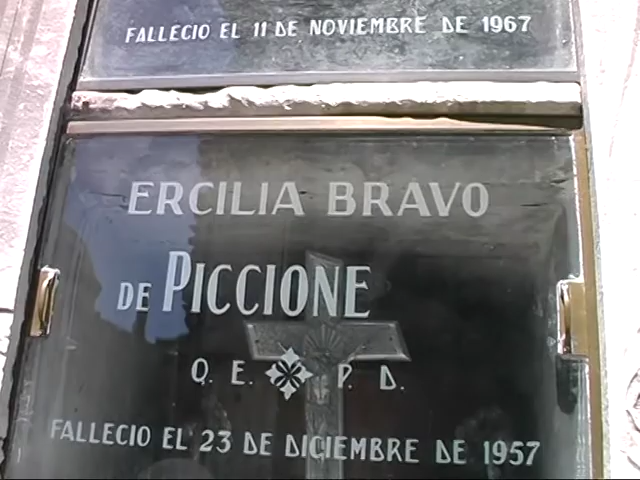 FALLECIO EL 11 DE NOVIEMBRE DE 1967
ERCILIA BRAVO
DE PICCIONE
Q. E. P. D.
FALLECIO EL 23 DE DICIEMBRE DE 1957